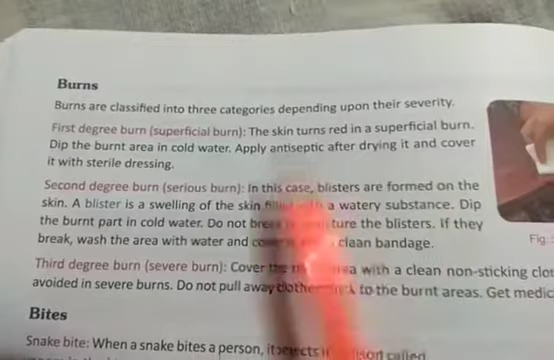 Burns
Burns are classified into three categories depending upon their severity.
First degree burn (superficial burn): The skin turns red in a superficial burn.
Dip the burnt area in cold water. Apply antiseptic after drying it and cover
it with sterile dressing.
Second degree burn (serious burn): In this case, blisters are formed on the
skin. A blister is a swelling of the skin a watery substance. Dip
the burnt part in cold water. Do not the blisters. If they
break, wash the area with water and clean bandage.
Third degree burn (severe burn): Cover the with a clean non-sticking
avoided in severe burns. Do not pull away to the burnt areas. Get
Bites
Snake bite: When a snake bites a person, it
Fig.